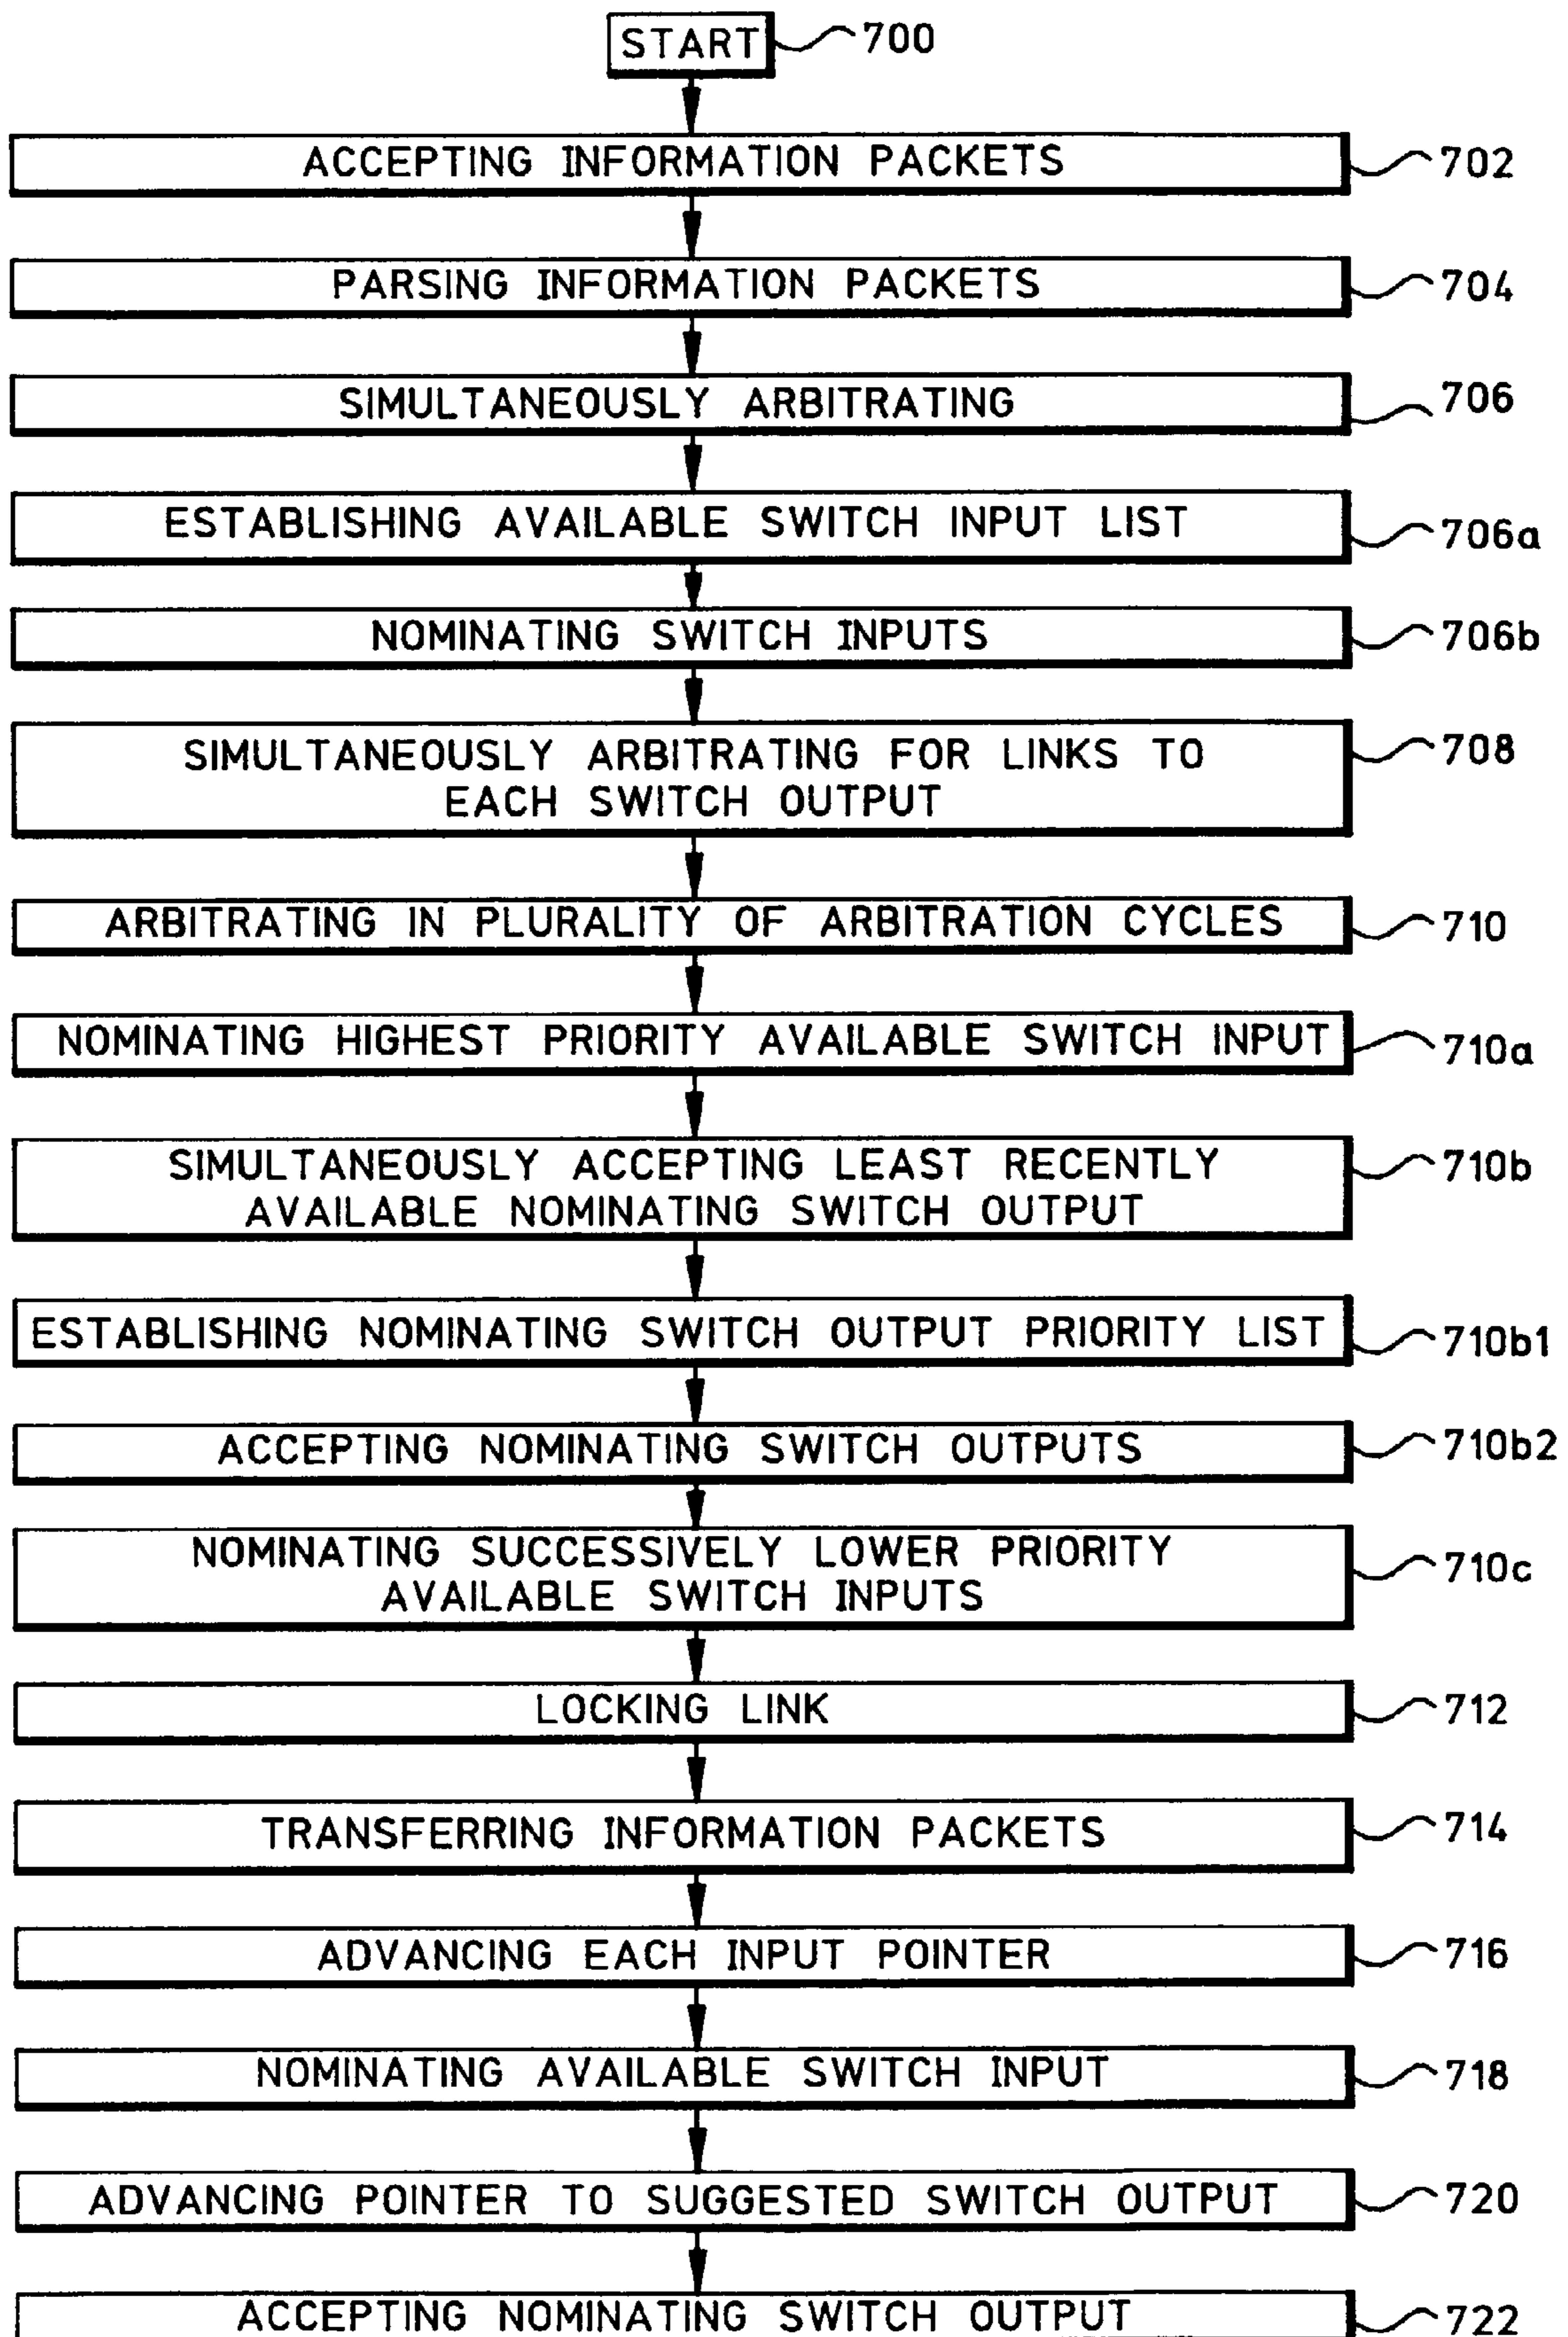 START 700
ACCEPTING INFORMATION PACKETS 702
PARSING INFORMATION PACKETS 704
SIMULTANEOUSLY ARBITRATING 706
ESTABLISHING AVAILABLE SWITCH INPUT LIST 706a
NOMINATING SWITCH INPUTS 706b
SIMULTANEOUSLY ARBITRATING FOR LINKS TO 708
EACH SWITCH OUTPUT
ARBITRATING IN PLURALITY OF ARBITRATION CYCLES 710
NOMINATING HIGHEST PRIORITY AVAILABLE SWITCH INPUT 710a
SIMULTANEOUSLY ACCEPTING LEAST RECENTLY 710b
AVAILABLE NOMINATING SWITCH OUTPUT
ESTABLISHING NOMINATING SWITCH OUTPUT PRIORITY LIST 710b1
ACCEPTING NOMINATING SWITCH OUTPUTS 710b2
NOMINATING SUCCESSIVELY LOWER PRIORITY 710c
AVAILABLE SWITCH INPUTS
LOCKING LINK 712
TRANSFERRING INFORMATION PACKETS 714
ADVANCING EACH INPUT POINTER 716
NOMINATING AVAILABLE SWITCH INPUT 718
ADVANCING POINTER TO SUGGESTED SWITCH OUTPUT 720
ACCEPTING NOMINATING SWITCH OUTPUT 722